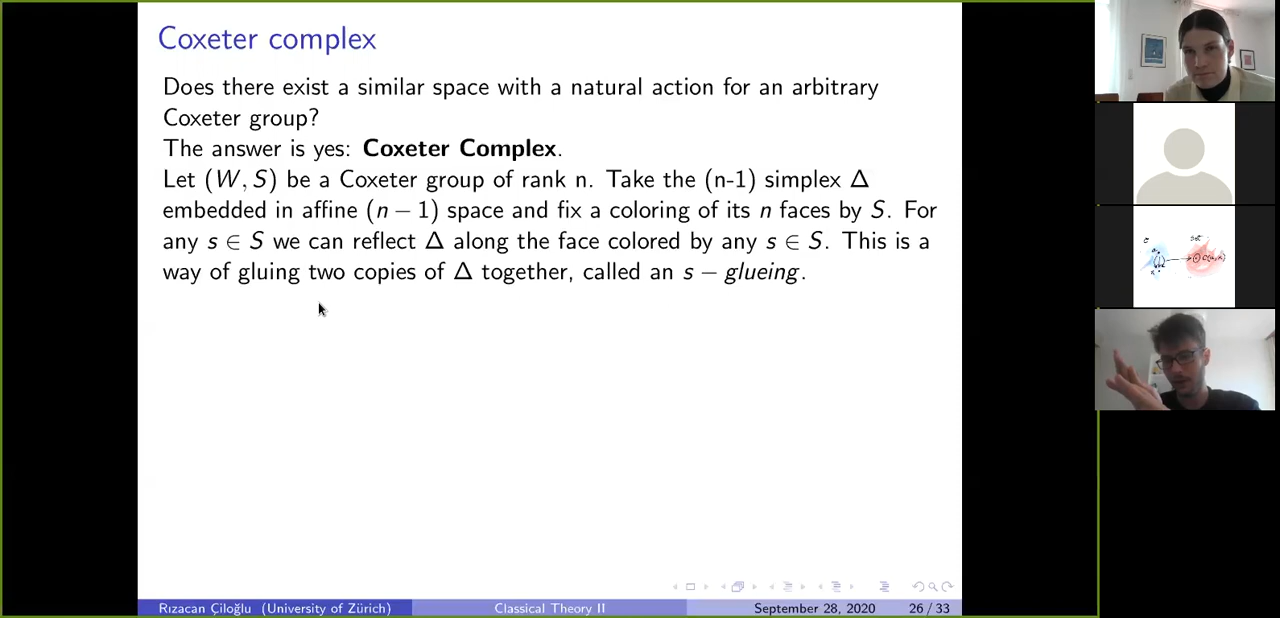 Coxeter complex
Does there exist a similar space with a natural action for an arbitrary
Coxeter group?
The answer is yes: Coxeter Complex.
Let (W, S) be a Coxeter group of rank n. Take the (n-1) simplex Δ
embedded in affine (n − 1) space and fix a coloring of its n faces by S. For
any s ∈ S we can reflect Δ along the face colored by any s ∈ S. This is a
way of gluing two copies of Δ together, called an s − glueing.
Rızacan Çiloğlu (University of Zürich) Classical Theory II September 28, 2020 26 / 33